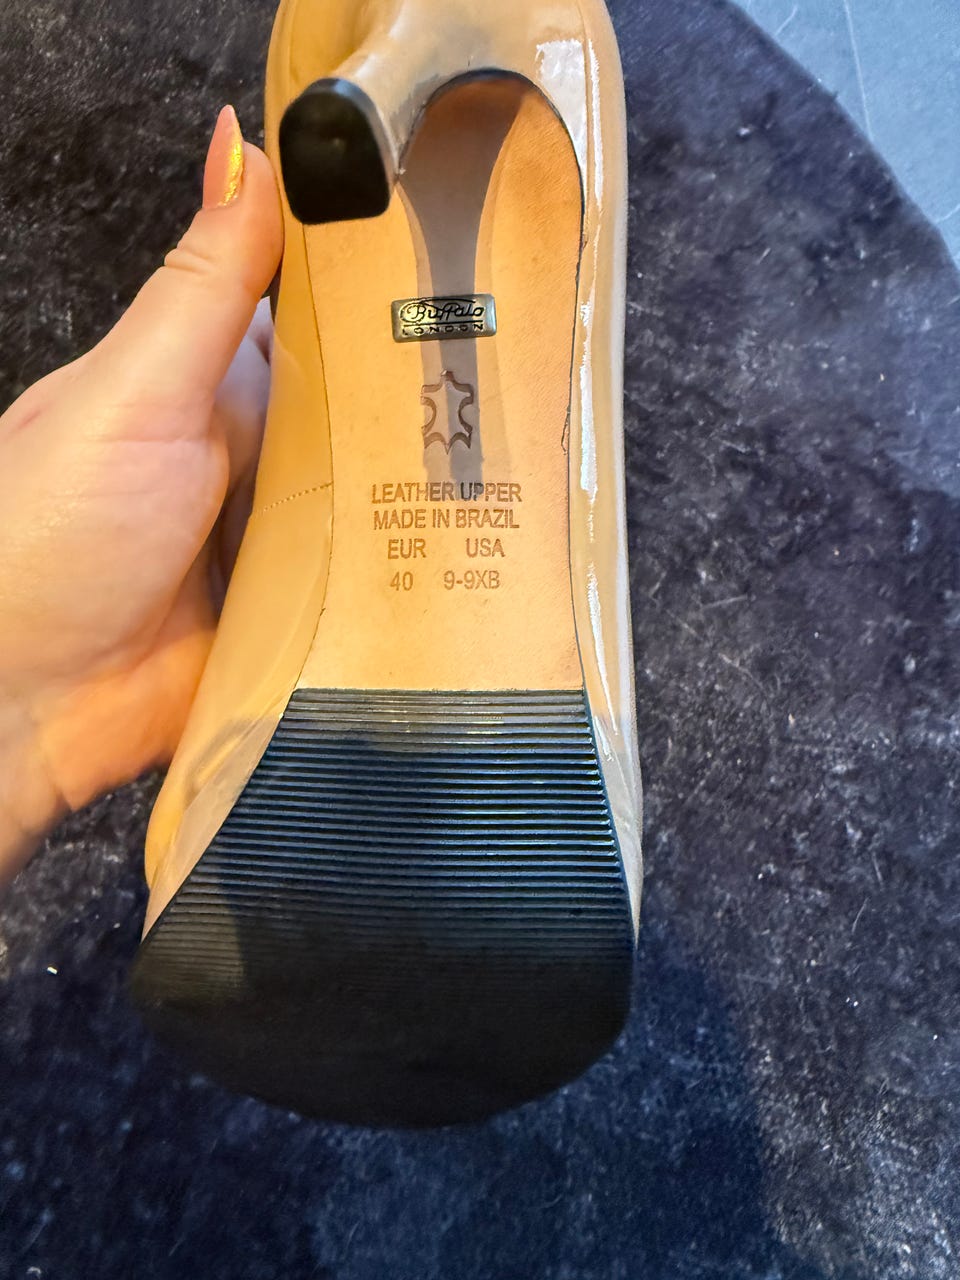 Buffalo
LONDON
LEATHER UPPER
MADE IN BRAZIL
EUR USA
40 9-9XB